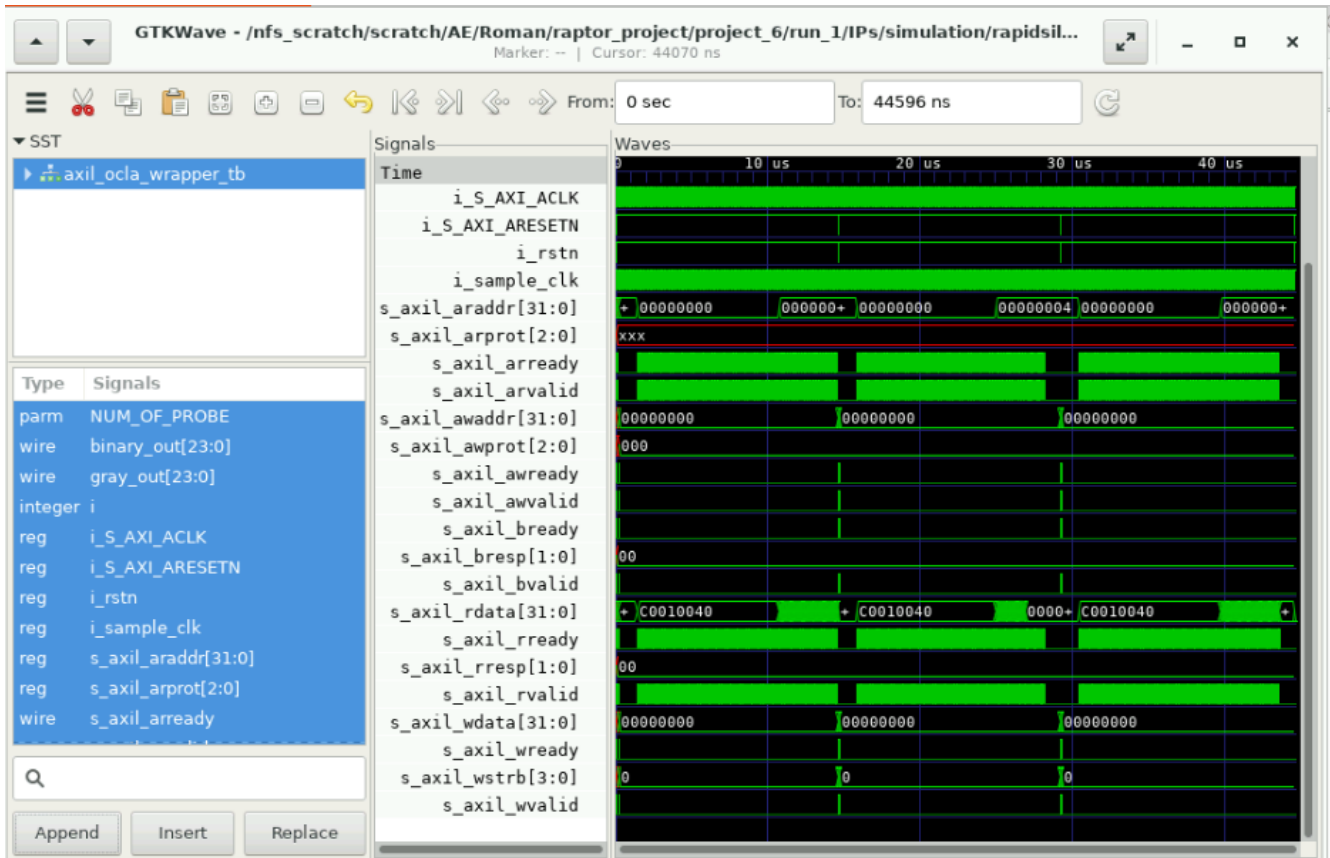 GTKWave - /nfs_scratch/scratch/AE/Roman/raptor_project/project_6/run_1/IPs/simulation/rapidsil...
Marker: -- | Cursor: 44070 ns
From: 0 sec To: 44596 ns
SST
axil_ocla_wrapper_tb
Type Signals
parm NUM_OF_PROBE
wire binary_out[23:0]
wire gray_out[23:0]
integer i
reg i_S_AXI_ACLK
reg i_S_AXI_ARESETN
reg i_rstn
reg i_sample_clk
reg s_axil_araddr[31:0]
reg s_axil_arprot[2:0]
wire s_axil_arready
Append Insert Replace
Signals
Time
i_S_AXI_ACLK
i_S_AXI_ARESETN
i_rstn
i_sample_clk
s_axil_araddr[31:0]
s_axil_arprot[2:0]
s_axil_arready
s_axil_arvalid
s_axil_awaddr[31:0]
s_axil_awprot[2:0]
s_axil_awready
s_axil_awvalid
s_axil_bready
s_axil_bresp[1:0]
s_axil_bvalid
s_axil_rdata[31:0]
s_axil_rready
s_axil_rresp[1:0]
s_axil_rvalid
s_axil_wdata[31:0]
s_axil_wready
s_axil_wstrb[3:0]
s_axil_wvalid
Waves
0 10 us 20 us 30 us 40 us
+ 00000000 000000+ 00000000 00000004 00000000 000000+
xxx
00000000 00000000 00000000
000
00
+ C0010040 + C0010040 0000+ C0010040 +
00
00000000 00000000 00000000
0 0 0